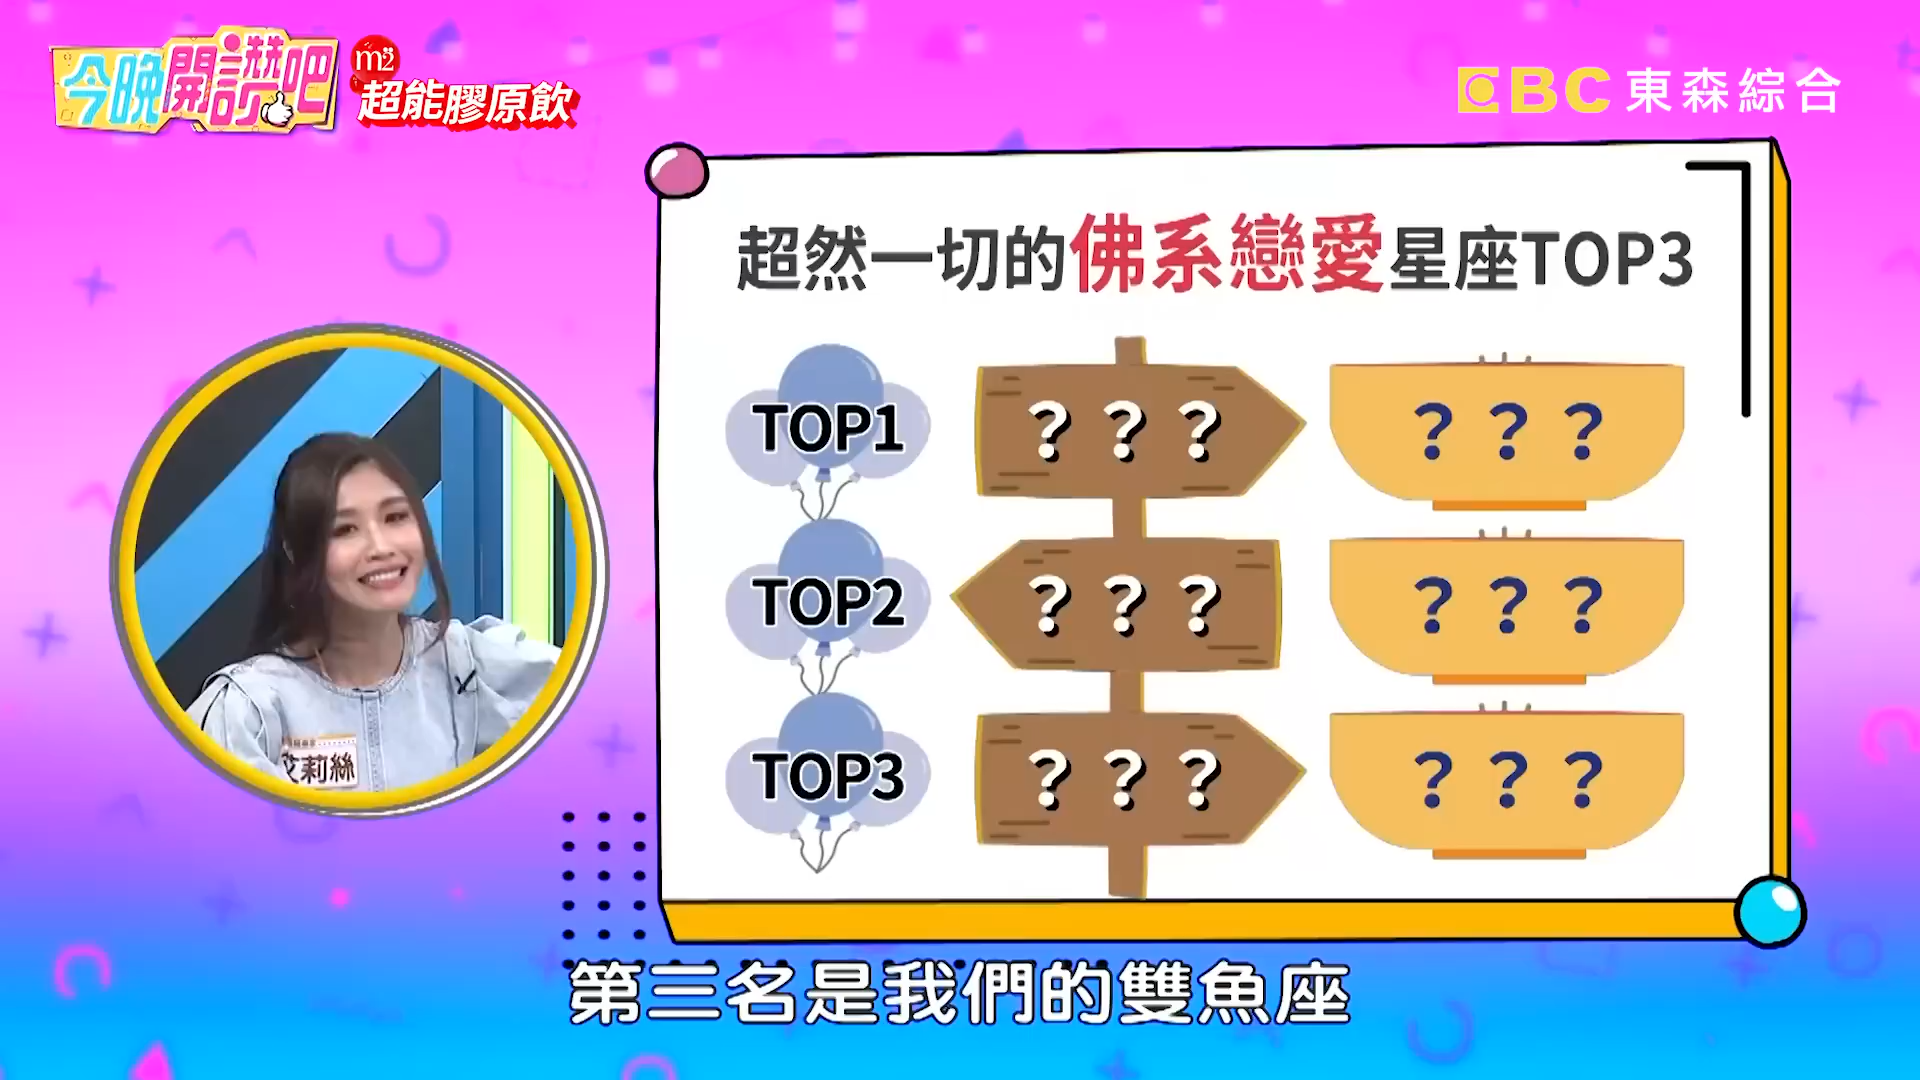 今晚開讚吧
m2
超能膠原飲
EBC 東森綜合
超然一切的佛系戀愛星座TOP3
TOP1
? ? ?
? ? ?
TOP2
? ? ?
? ? ?
TOP3
? ? ?
? ? ?
艾莉絲
第三名是我們的雙魚座